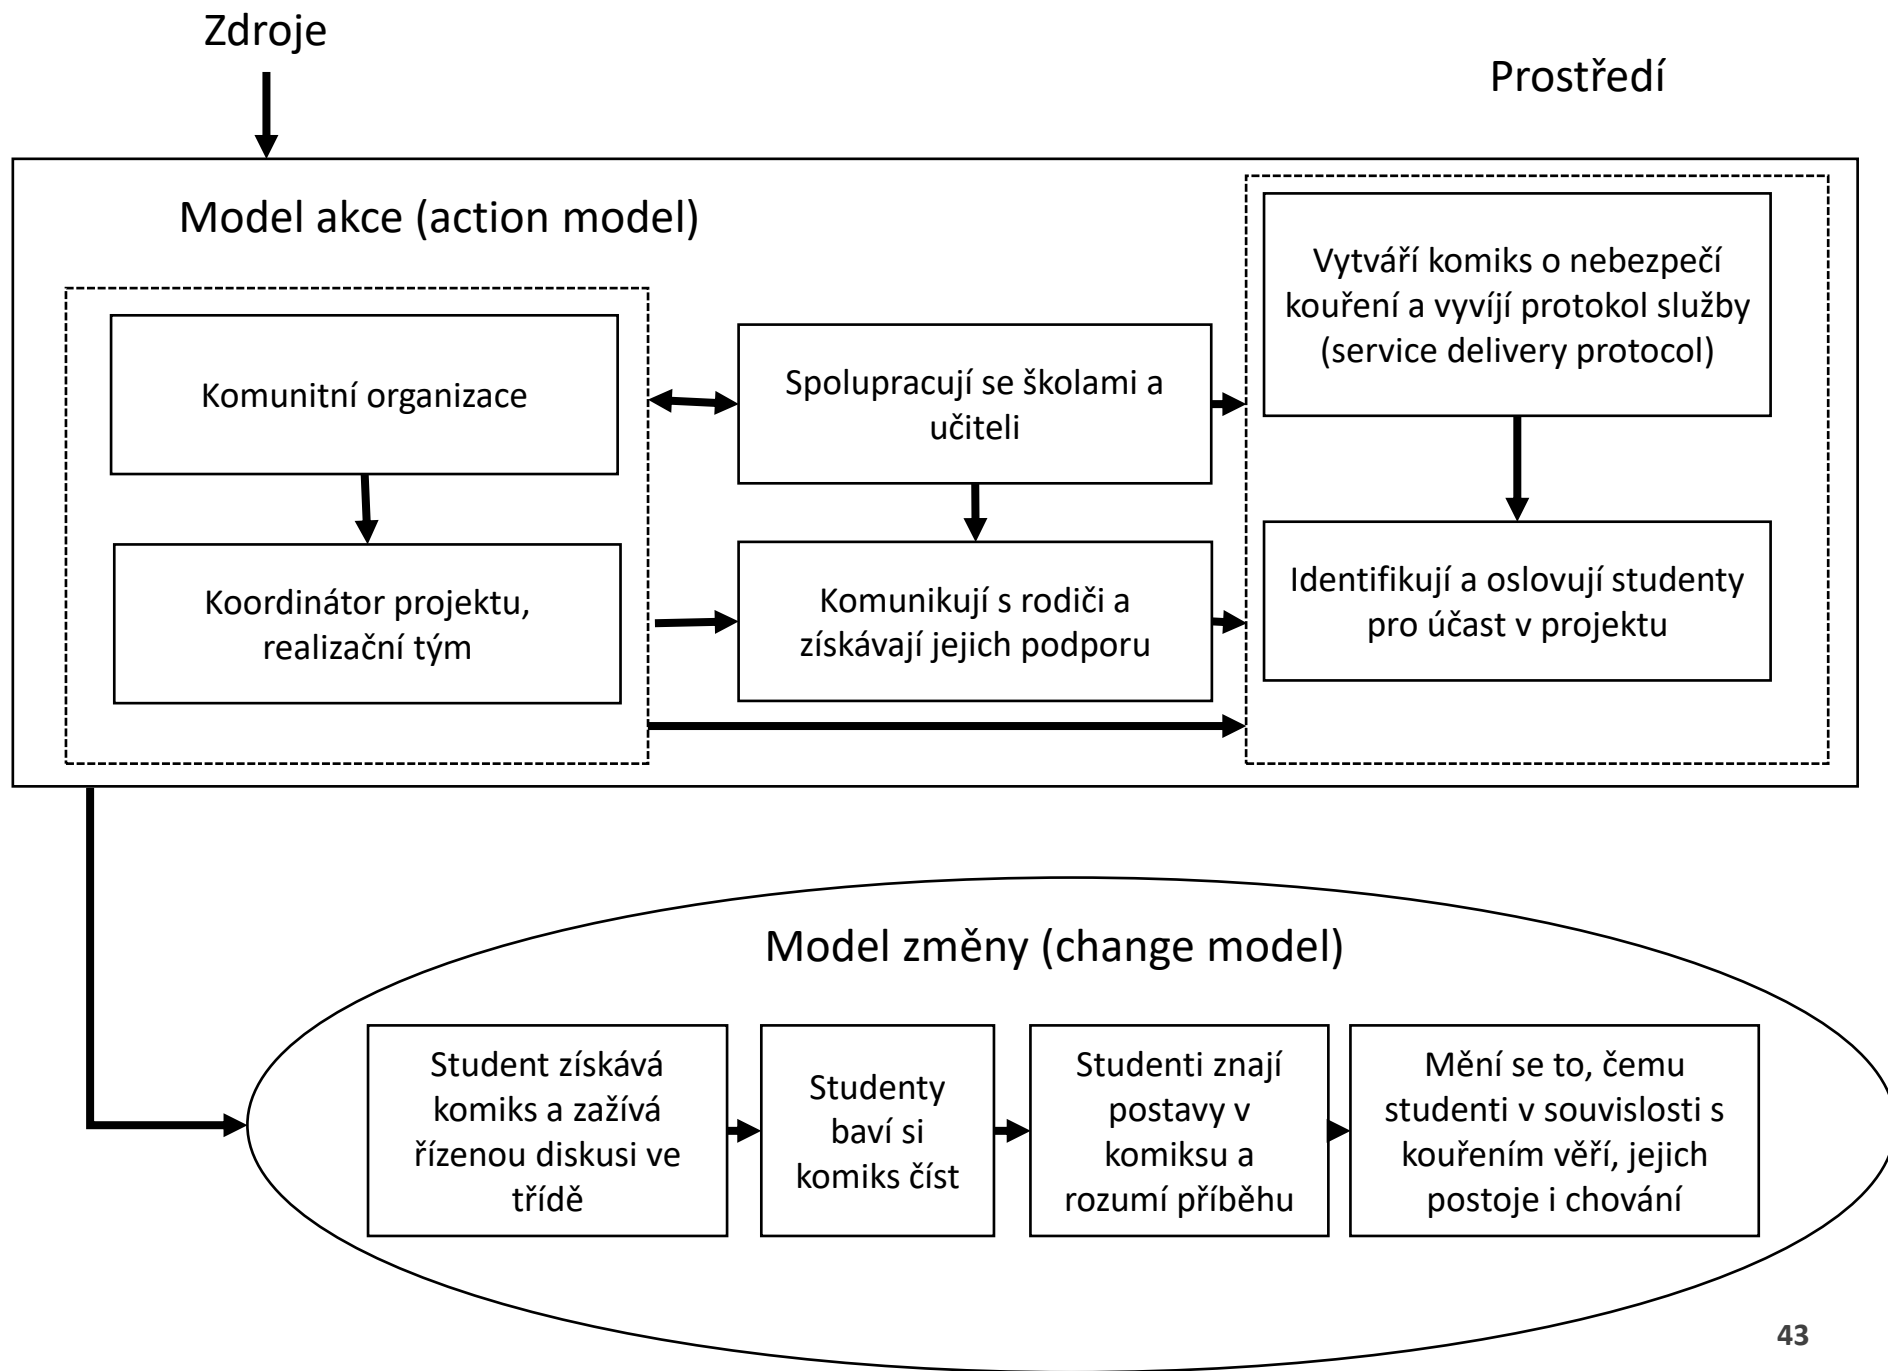 Zdroje
Prostředí
Model akce (action model)
Komunitní organizace
Koordinátor projektu,
realizační tým
Spolupracují se školami a
učiteli
Komunikují s rodiči a
získávají jejich podporu
Vytváří komiks o nebezpečí
kouření a vyvíjí protokol služby
(service delivery protocol)
Identifikují a oslovují studenty
pro účast v projektu
Model změny (change model)
Student získává
komiks a zažívá
řízenou diskusi ve
třídě
Studenty
baví si
komiks číst
Studenti znají
postavy v
komiksu a
rozumí příběhu
Mění se to, čemu
studenti v souvislosti s
kouřením věří, jejich
postoje i chování
43